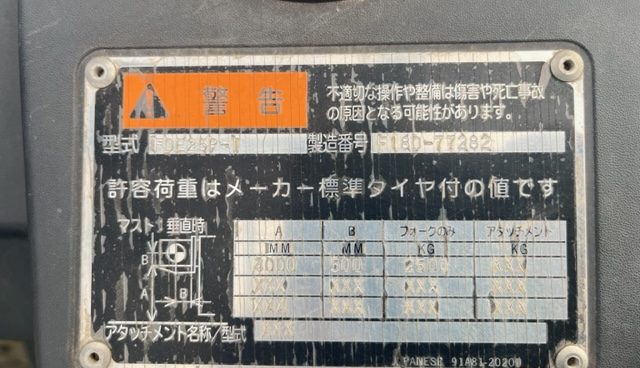 警告
不適切な操作や整備は傷害や死亡事故
の原因となる可能性があります。
型式 製造番号 F18D-77282
許容荷重はメーカー標準タイヤ付の値です
マスト 垂直時
A B フォークのみ アタッチメント
MM MM KG KG
500 XXX
XXX XXX XXX XXX
XXX XXX XXX XXX
B
B
A
アタッチメント名称/型式 XXX
91A81-20200